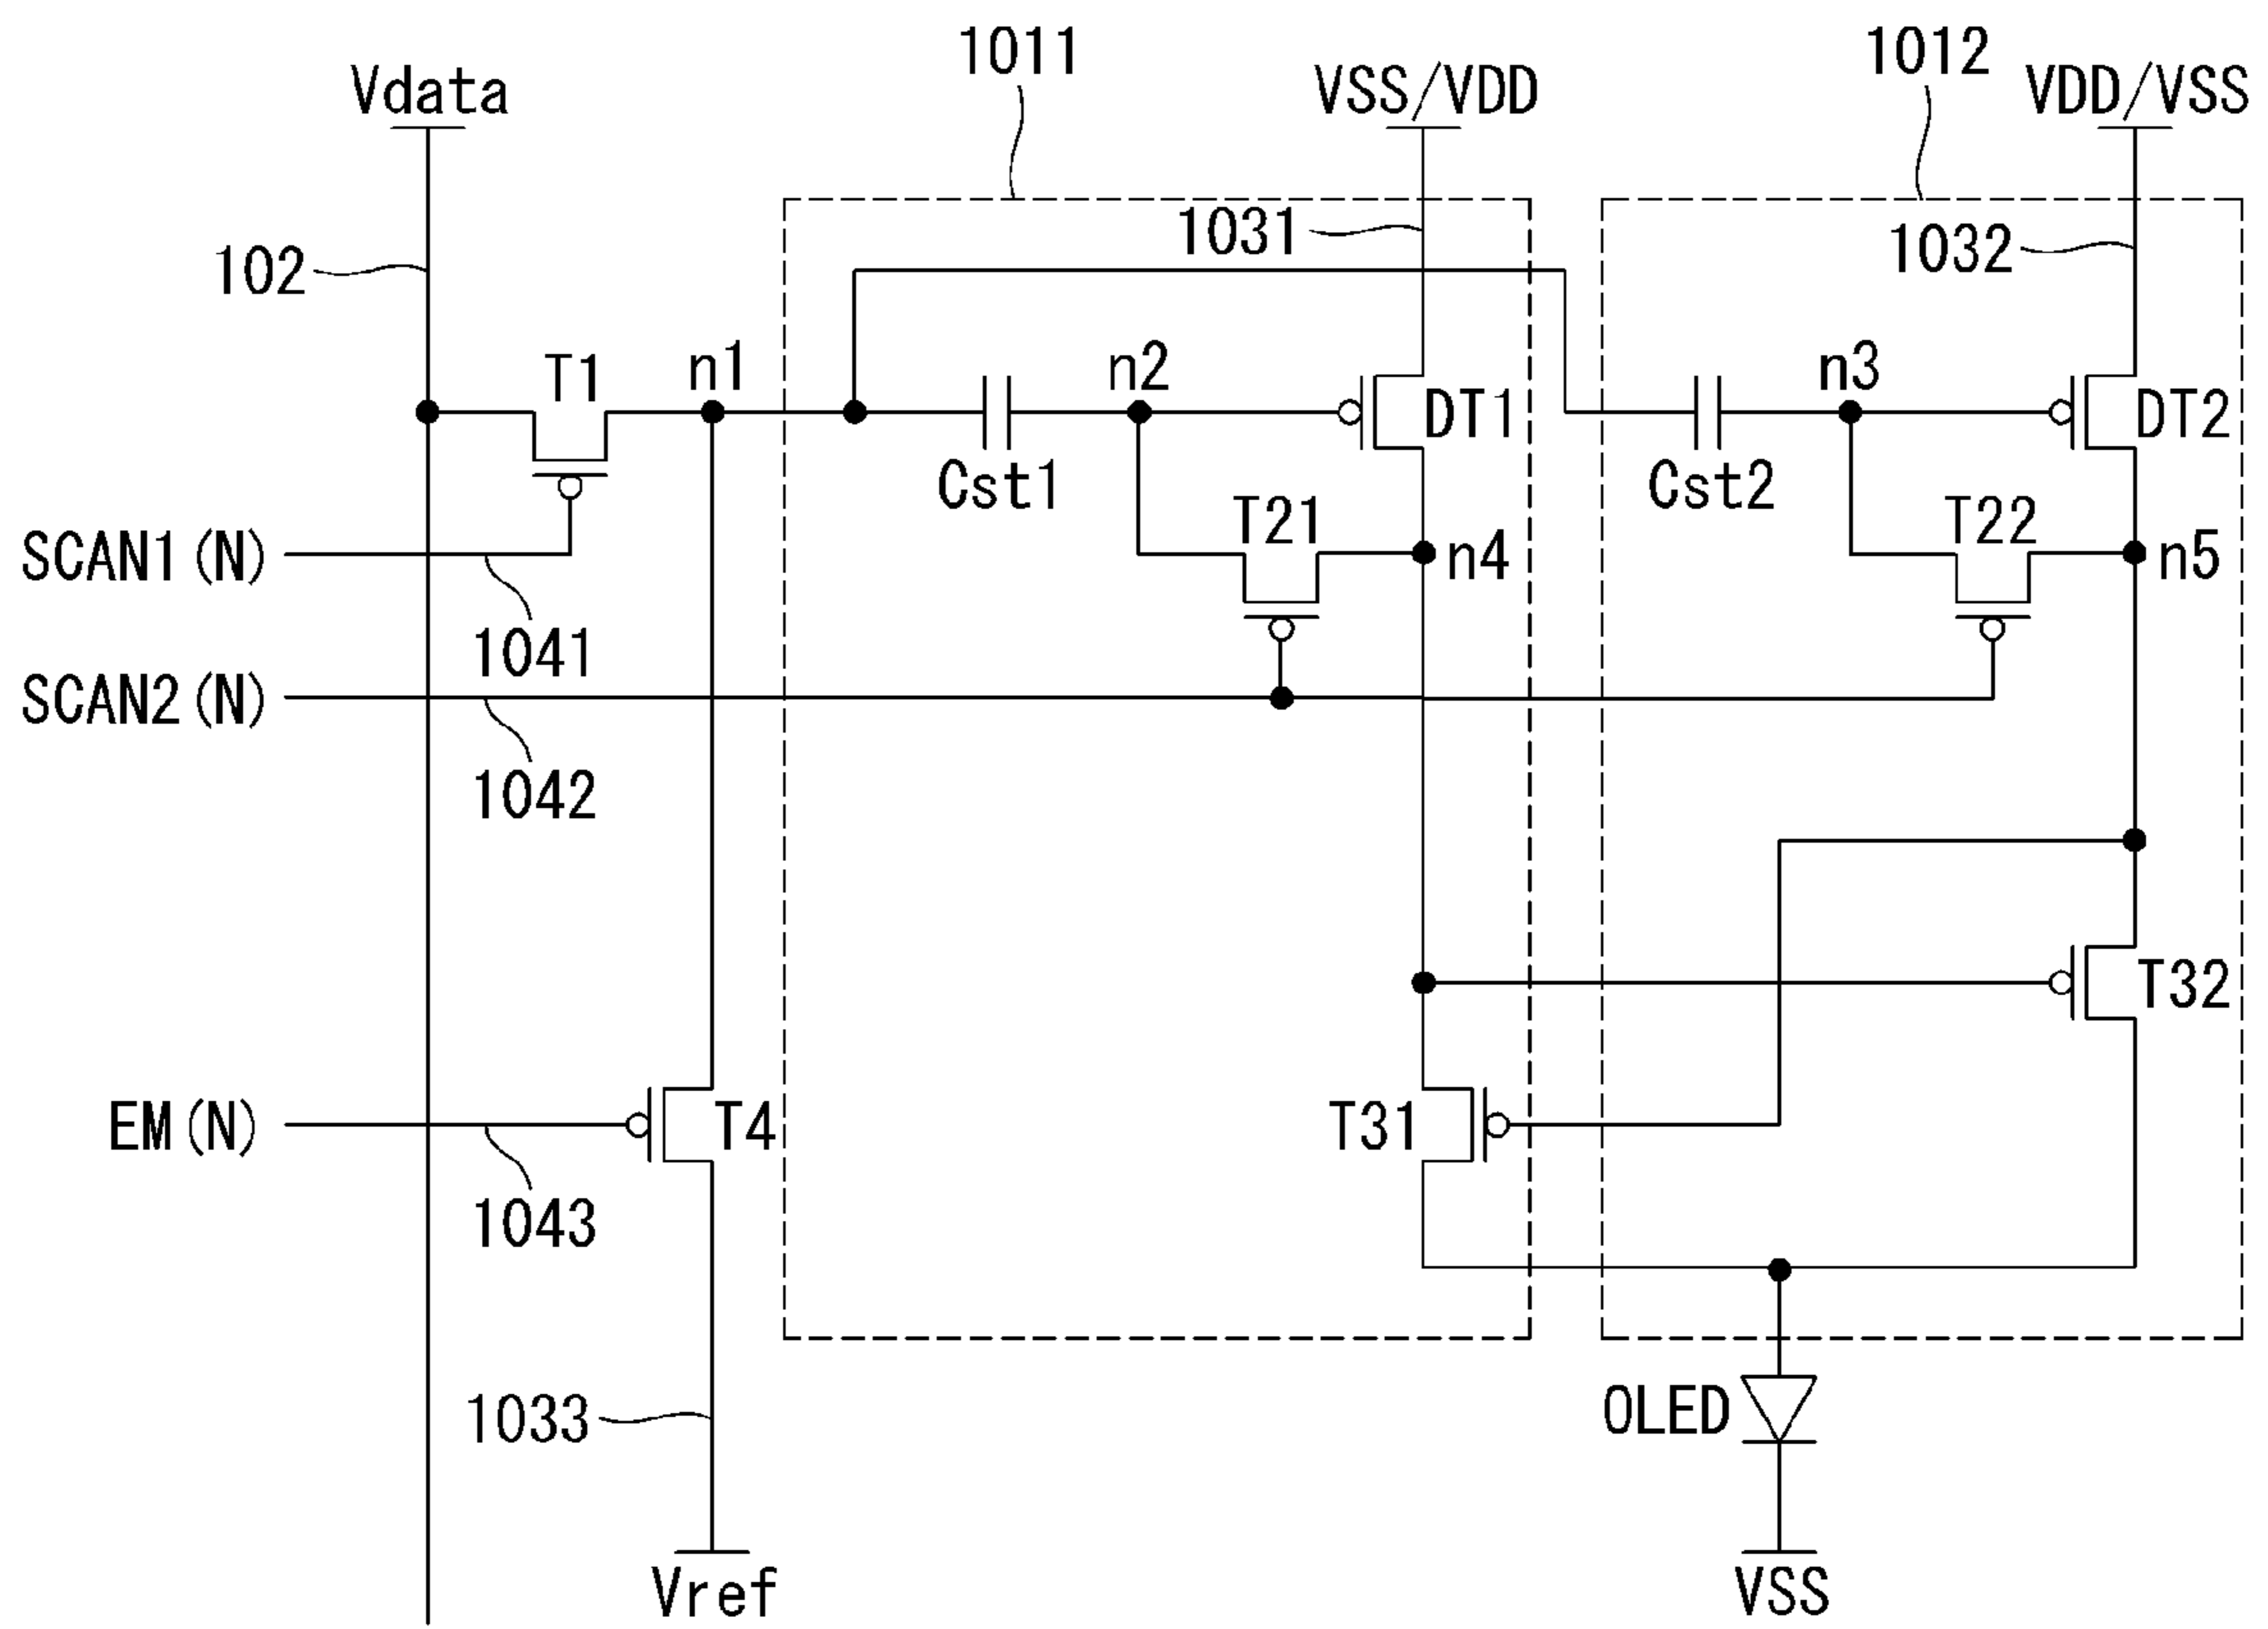 1011
1012
Vdata
VSS/VDD
VDD/VSS
102
1031
1032
T1
n1
n2
DT1
n3
DT2
Cst1
Cst2
T21
T22
SCAN1(N)
n4
n5
1041
SCAN2(N)
1042
T32
EM(N)
T4
T31
1043
1033
OLED
Vref
VSS